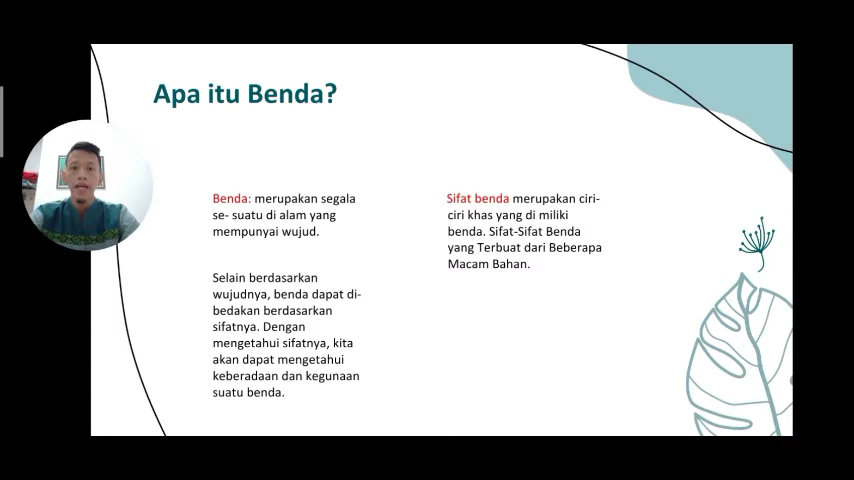 Apa itu Benda?
Benda: merupakan segala
se- suatu di alam yang
mempunyai wujud.
Selain berdasarkan
wujudnya, benda dapat di-
bedakan berdasarkan
sifatnya. Dengan
mengetahui sifatnya, kita
akan dapat mengetahui
keberadaan dan kegunaan
suatu benda.
Sifat benda merupakan ciri-
ciri khas yang di miliki
benda. Sifat-Sifat Benda
yang Terbuat dari Beberapa
Macam Bahan.